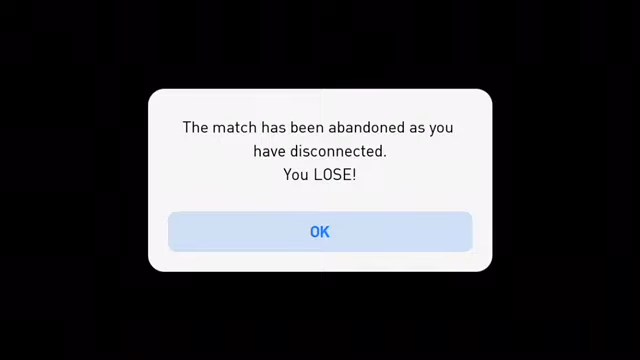 The match has been abandoned as you
have disconnected.
You LOSE!
OK